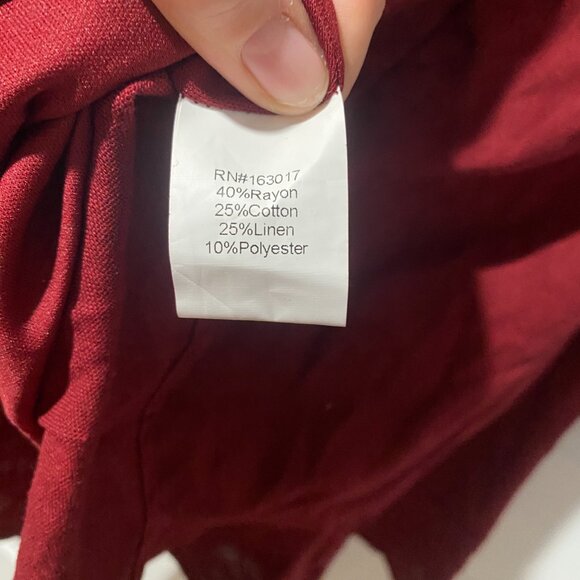 RN#163017
40%Rayon
25%Cotton
25%Linen
10%Polyester